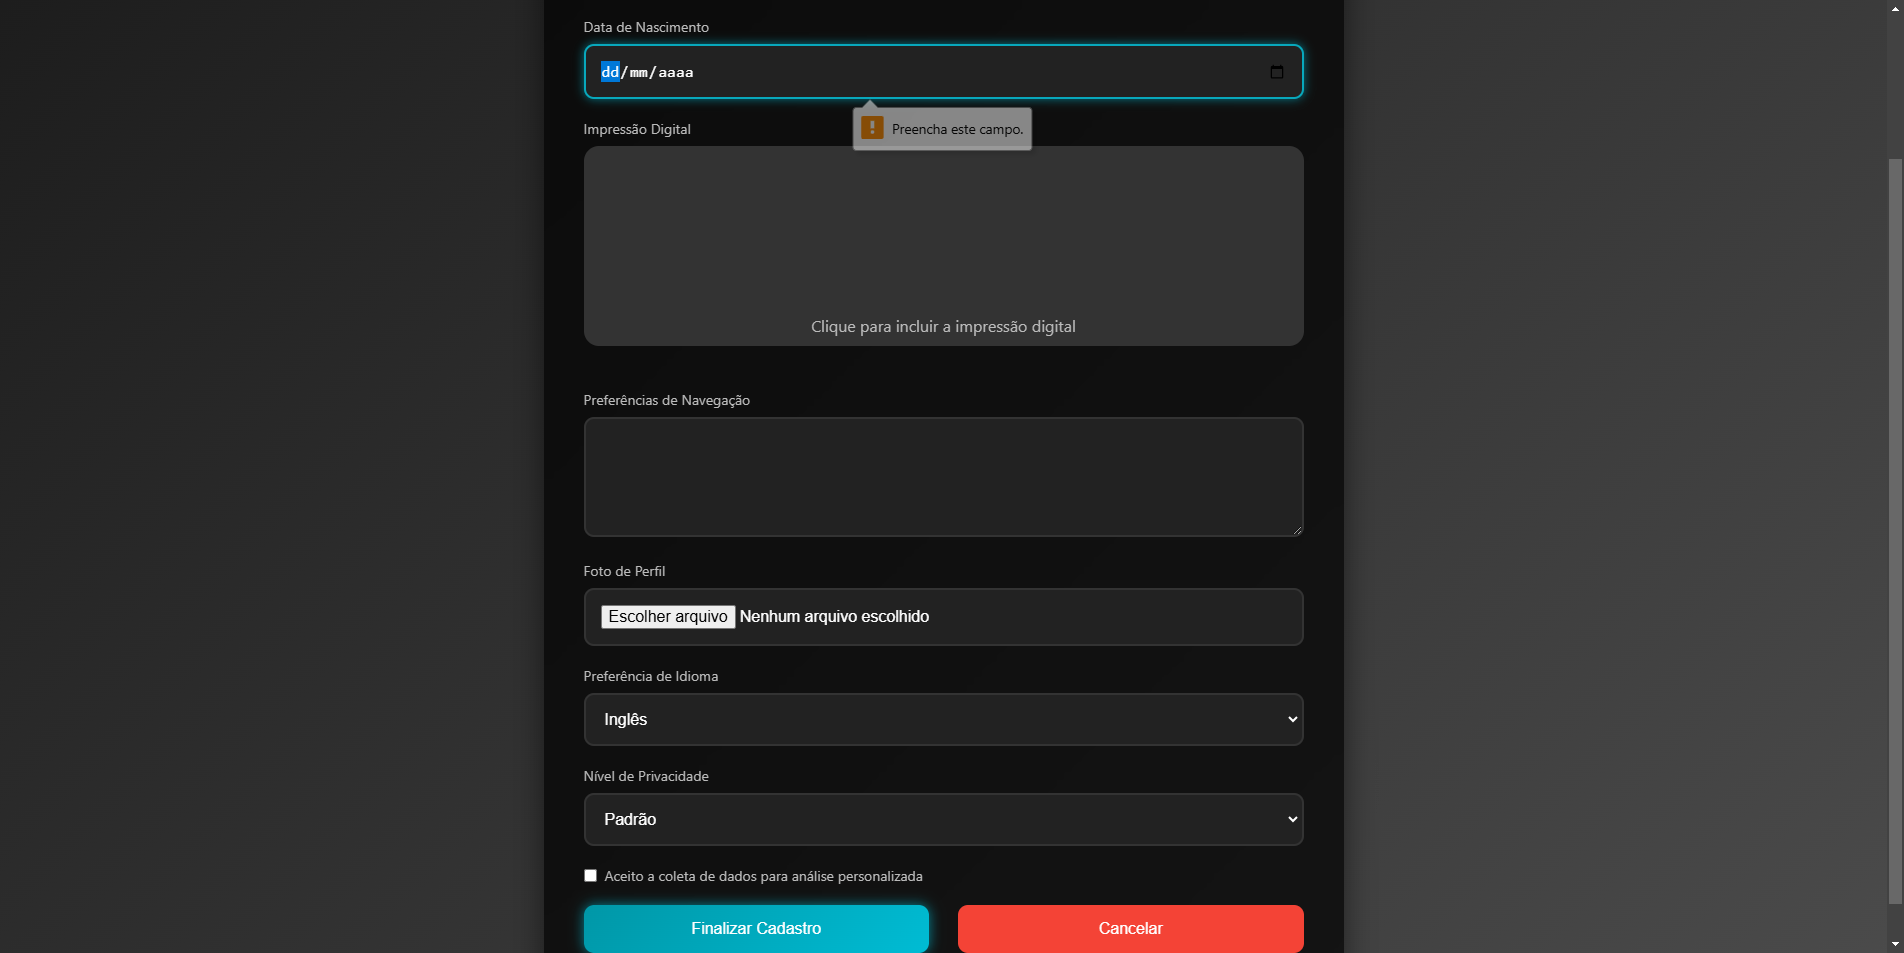 Data de Nascimento
dd/mm/aaaa
Preencha este campo.
Impressão Digital
Clique para incluir a impressão digital
Preferências de Navegação
Foto de Perfil
Escolher arquivo Nenhum arquivo escolhido
Preferência de Idioma
Inglês
Nível de Privacidade
Padrão
Aceito a coleta de dados para análise personalizada
Finalizar Cadastro
Cancelar